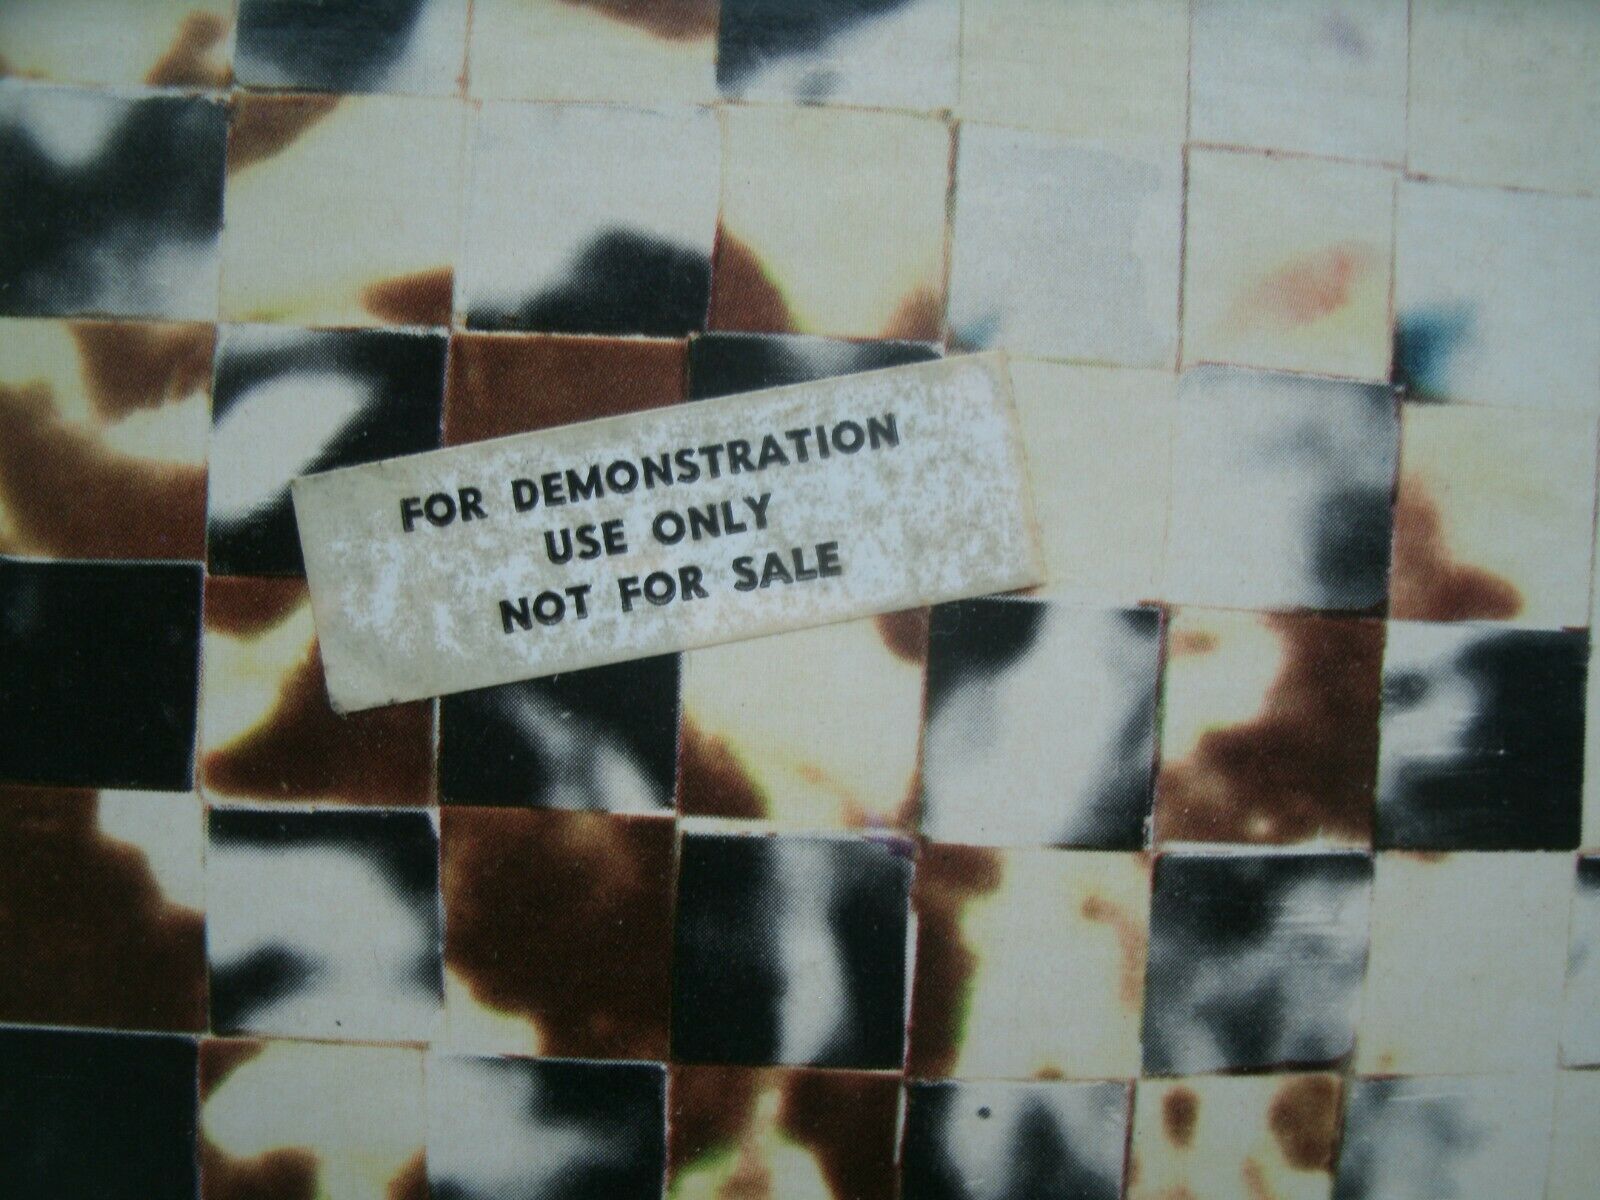 FOR DEMONSTRATION
USE ONLY
NOT FOR SALE